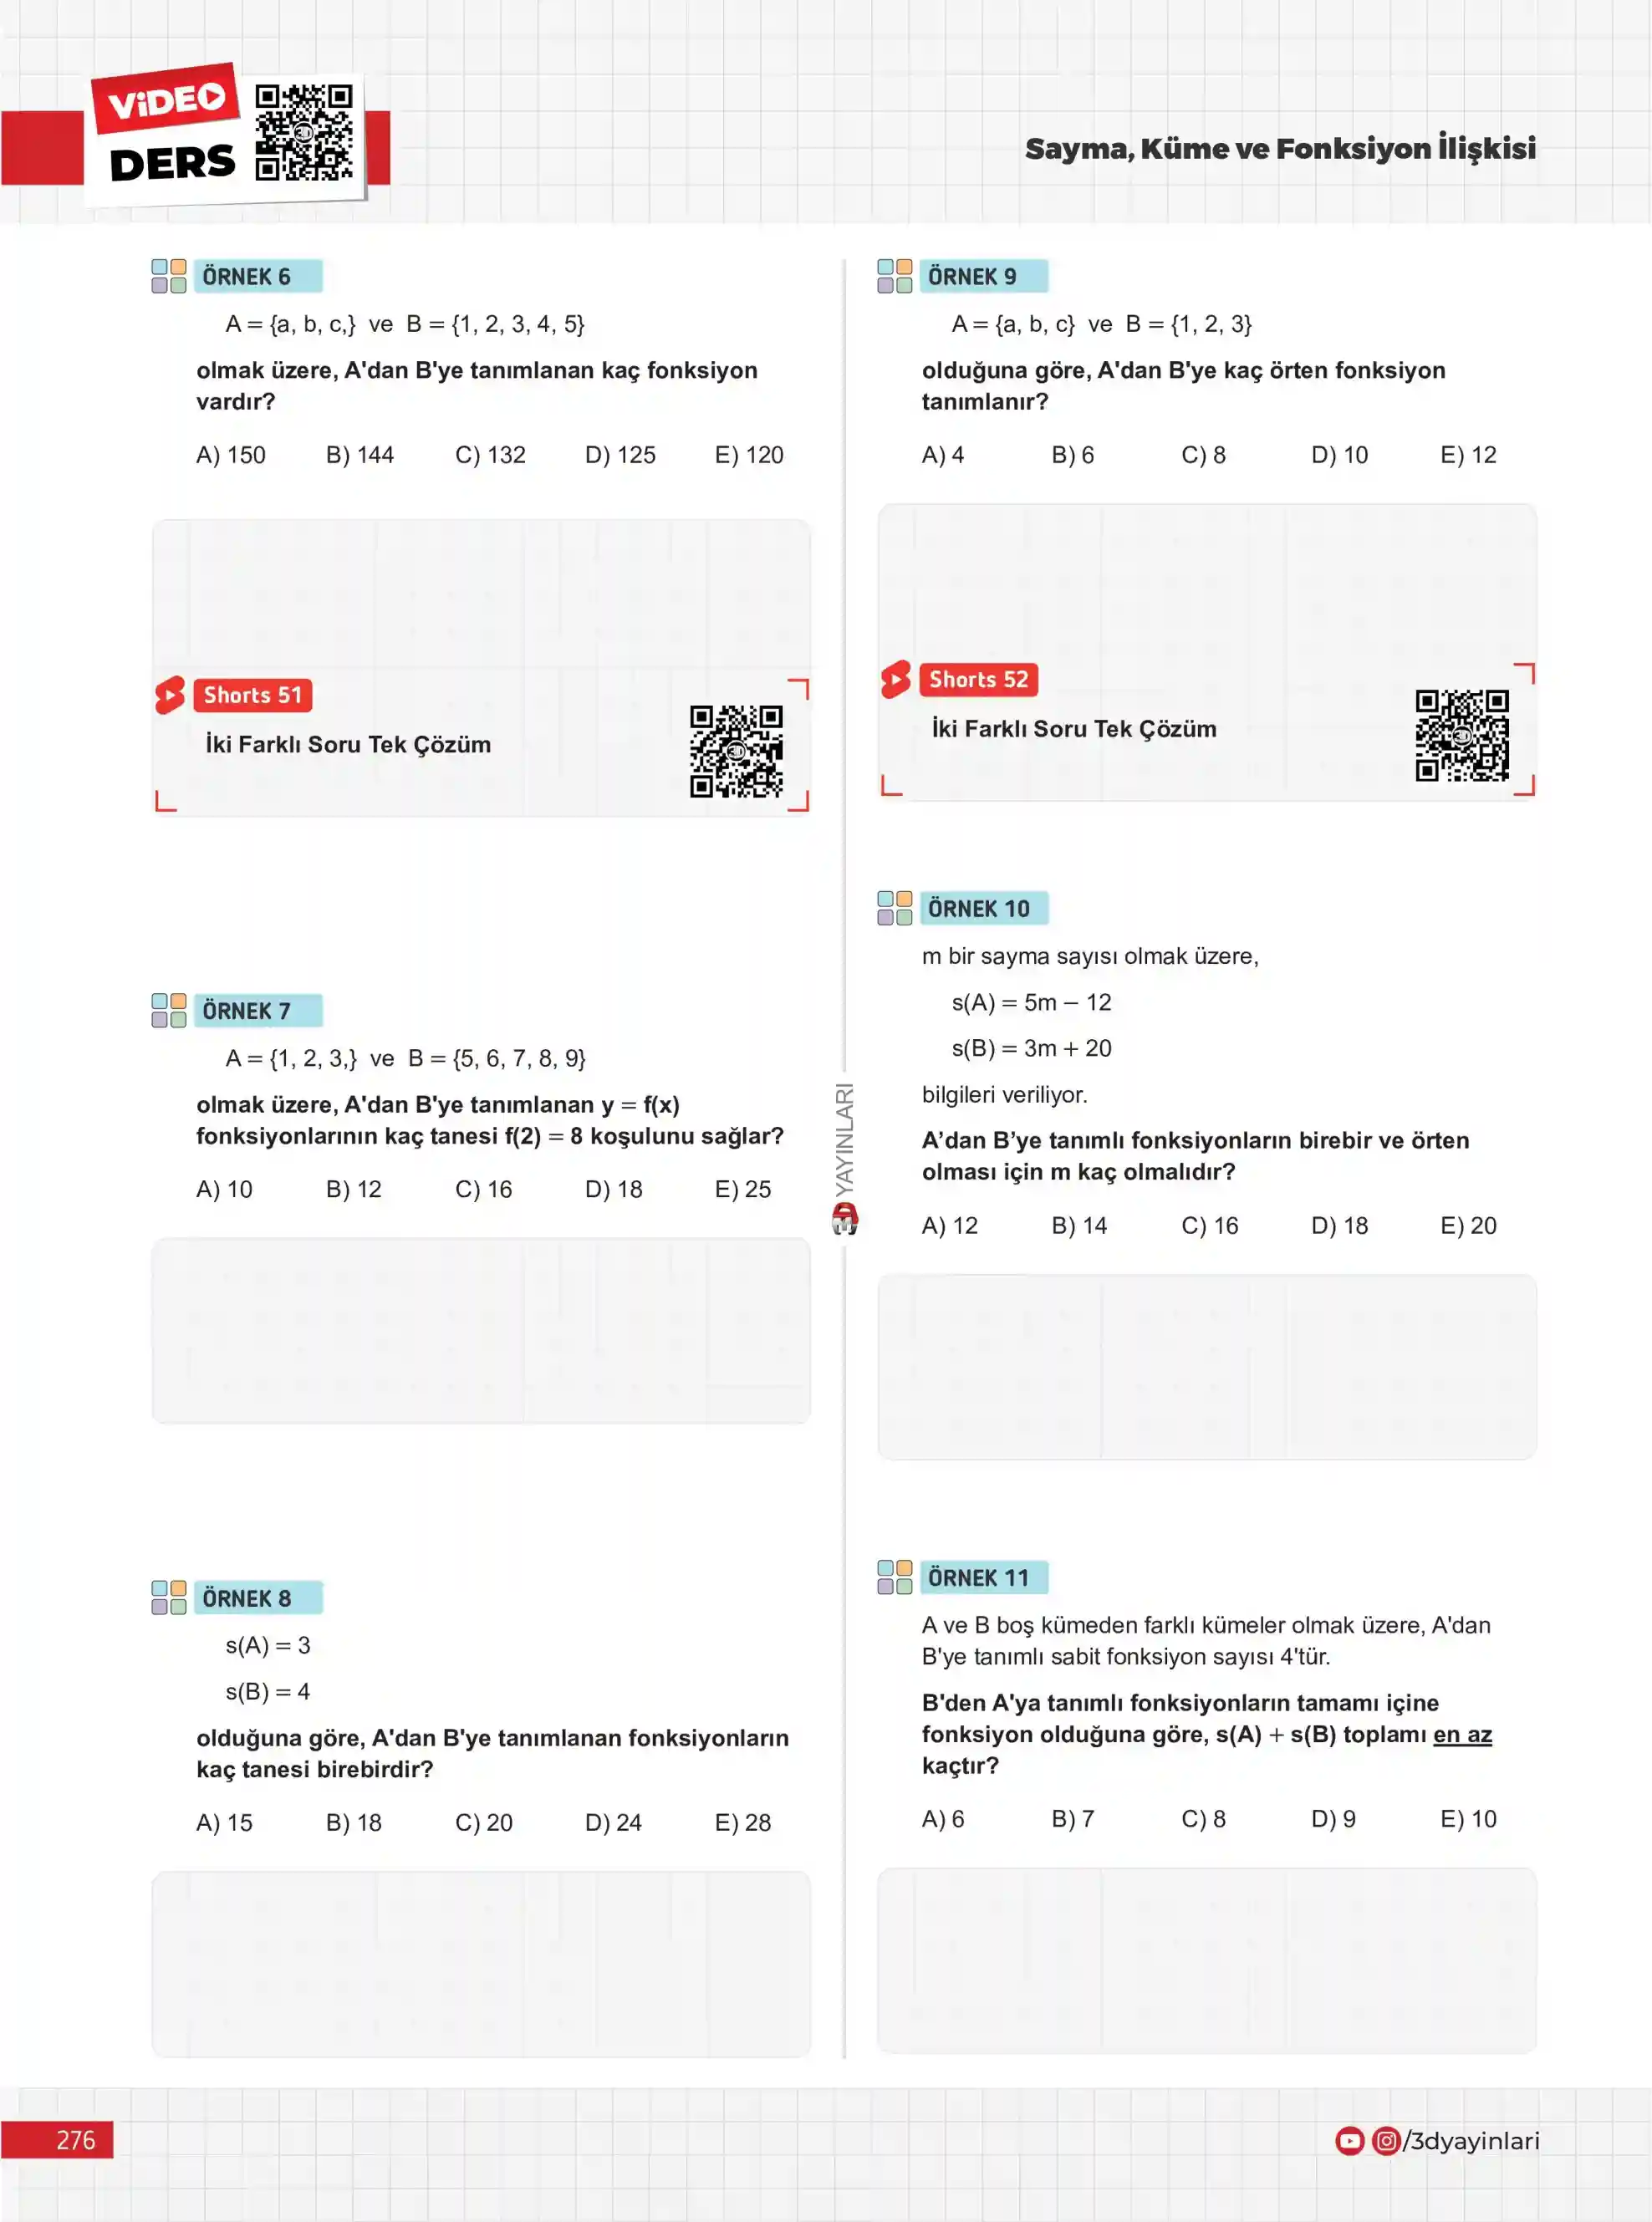 ViDEO
DERS
Sayma, Küme ve Fonksiyon İlişkisi
ÖRNEK 6
A = {a, b, c,} ve B = {1, 2, 3, 4, 5}
olmak üzere, A'dan B'ye tanımlanan kaç fonksiyon
vardır?
A) 150 B) 144 C) 132 D) 125 E) 120
Shorts 51
İki Farklı Soru Tek Çözüm
ÖRNEK 7
A = {1, 2, 3,} ve B = {5, 6, 7, 8, 9}
olmak üzere, A'dan B'ye tanımlanan y = f(x)
fonksiyonlarının kaç tanesi f(2) = 8 koşulunu sağlar?
A) 10 B) 12 C) 16 D) 18 E) 25
ÖRNEK 8
s(A) = 3
s(B) = 4
olduğuna göre, A'dan B'ye tanımlanan fonksiyonların
kaç tanesi birebirdir?
A) 15 B) 18 C) 20 D) 24 E) 28
YAYINLARI
ÖRNEK 9
A = {a, b, c} ve B = {1, 2, 3}
olduğuna göre, A'dan B'ye kaç örten fonksiyon
tanımlanır?
A) 4 B) 6 C) 8 D) 10 E) 12
Shorts 52
İki Farklı Soru Tek Çözüm
ÖRNEK 10
m bir sayma sayısı olmak üzere,
s(A) = 5m – 12
s(B) = 3m + 20
bilgileri veriliyor.
A’dan B’ye tanımlı fonksiyonların birebir ve örten
olması için m kaç olmalıdır?
A) 12 B) 14 C) 16 D) 18 E) 20
ÖRNEK 11
A ve B boş kümeden farklı kümeler olmak üzere, A'dan
B'ye tanımlı sabit fonksiyon sayısı 4'tür.
B'den A'ya tanımlı fonksiyonların tamamı içine
fonksiyon olduğuna göre, s(A) + s(B) toplamı en az
kaçtır?
A) 6 B) 7 C) 8 D) 9 E) 10
276
/3dyayinlari